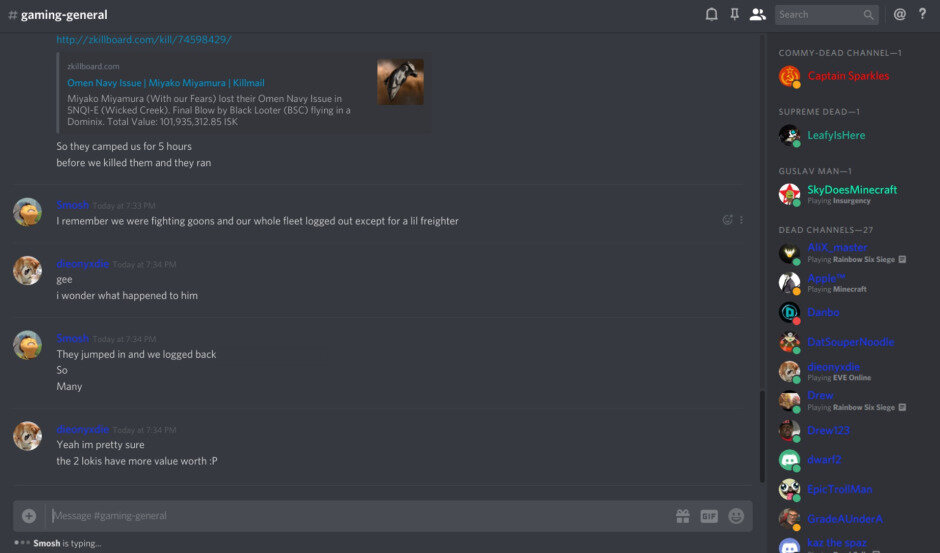 # gaming-general
Search
@
?
http://zkillboard.com/kill/74598429/
zkillboard.com
Omen Navy Issue | Miyako Miyamura | Killmail
Miyako Miyamura (With our Fears) lost their Omen Navy Issue in
SNQI-E (Wicked Creek). Final Blow by Black Looter (BSC) flying in a
Dominix. Total Value: 101,935,312.85 ISK
So they camped us for 5 hours
before we killed them and they ran
Smosh Today at 7:33 PM
I remember we were fighting goons and our whole fleet logged out except for a lil freighter
dieonyxdie Today at 7:34 PM
gee
i wonder what happened to him
Smosh Today at 7:34 PM
They jumped in and we logged back
So
Many
dieonyxdie Today at 7:34 PM
Yeah im pretty sure
the 2 lokis have more value worth :P
Message #gaming-general
GIF
Smosh is typing...
COMMY-DEAD CHANNEL—1
Captain Sparkles
SUPREME DEAD—1
LeafyIsHere
GUSLAV MAN—1
SkyDoesMinecraft
Playing Insurgency
DEAD CHANNELS—27
AliX_master
Playing Rainbow Six Siege
Apple™
Playing Minecraft
Danbo
DatSouperNoodle
dieonyxdie
Playing EVE Online
Drew
Playing Rainbow Six Siege
Drew123
dwarf2
EpicTrollMan
GradeAUnderA
kaz the spaz